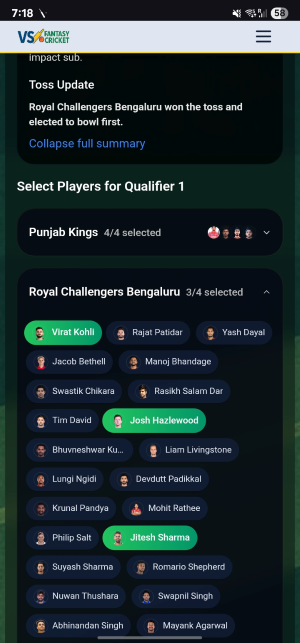 7:18
58
VS FANTASY CRICKET
impact sub.
Toss Update
Royal Challengers Bengaluru won the toss and
elected to bowl first.
Collapse full summary
Select Players for Qualifier 1
Punjab Kings 4/4 selected
Royal Challengers Bengaluru 3/4 selected
Virat Kohli Rajat Patidar Yash Dayal
Jacob Bethell Manoj Bhandage
Swastik Chikara Rasikh Salam Dar
Tim David Josh Hazlewood
Bhuvneshwar Ku... Liam Livingstone
Lungi Ngidi Devdutt Padikkal
Krunal Pandya Mohit Rathee
Philip Salt Jitesh Sharma
Suyash Sharma Romario Shepherd
Nuwan Thushara Swapnil Singh
Abhinandan Singh Mayank Agarwal